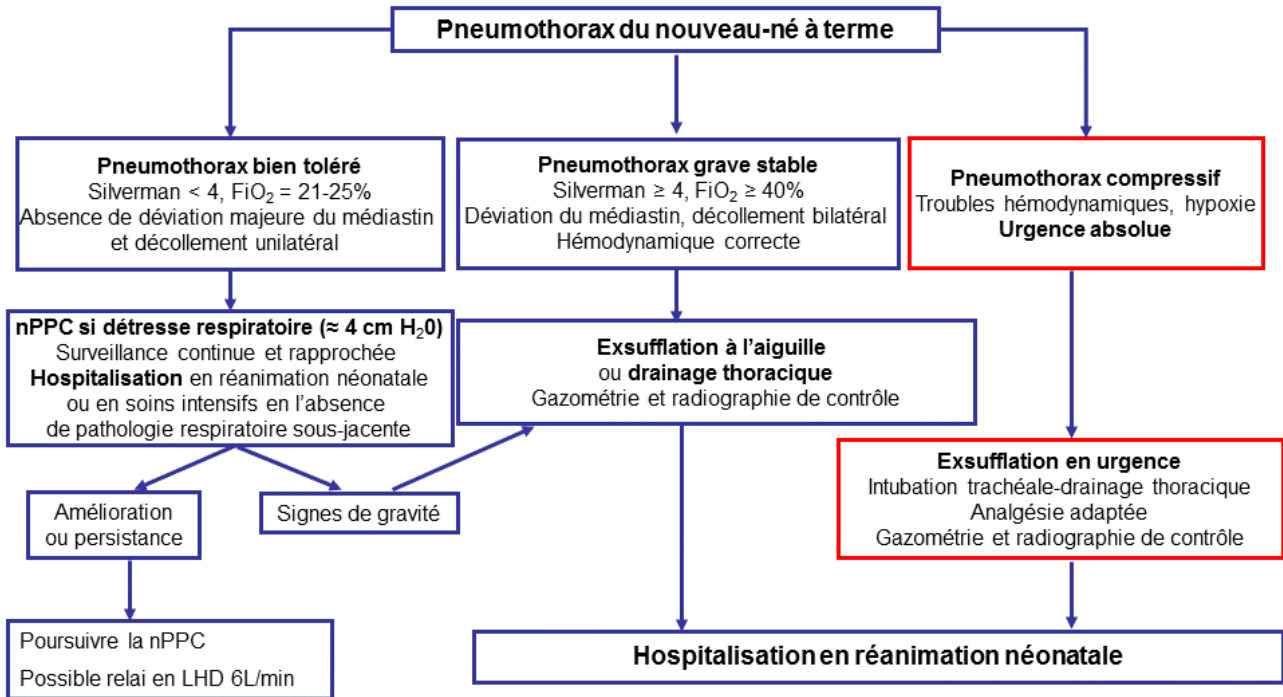 Pneumothorax du nouveau-né à terme
Pneumothorax bien toléré
Silverman < 4, FiO₂ = 21-25%
Absence de déviation majeure du médiastin
et décollement unilatéral
Pneumothorax grave stable
Silverman ≥ 4, FiO₂ ≥ 40%
Déviation du médiastin, décollement bilatéral
Hémodynamique correcte
Pneumothorax compressif
Troubles hémodynamiques, hypoxie
Urgence absolue
nPPC si détresse respiratoire (≈ 4 cm H₂0)
Surveillance continue et rapprochée
Hospitalisation en réanimation néonatale
ou en soins intensifs en l’absence
de pathologie respiratoire sous-jacente
Exsufflation à l’aiguille
ou drainage thoracique
Gazométrie et radiographie de contrôle
Exsufflation en urgence
Intubation trachéale-drainage thoracique
Analgésie adaptée
Gazométrie et radiographie de contrôle
Amélioration
ou persistance
Signes de gravité
Poursuivre la nPPC
Possible relai en LHD 6L/min
Hospitalisation en réanimation néonatale